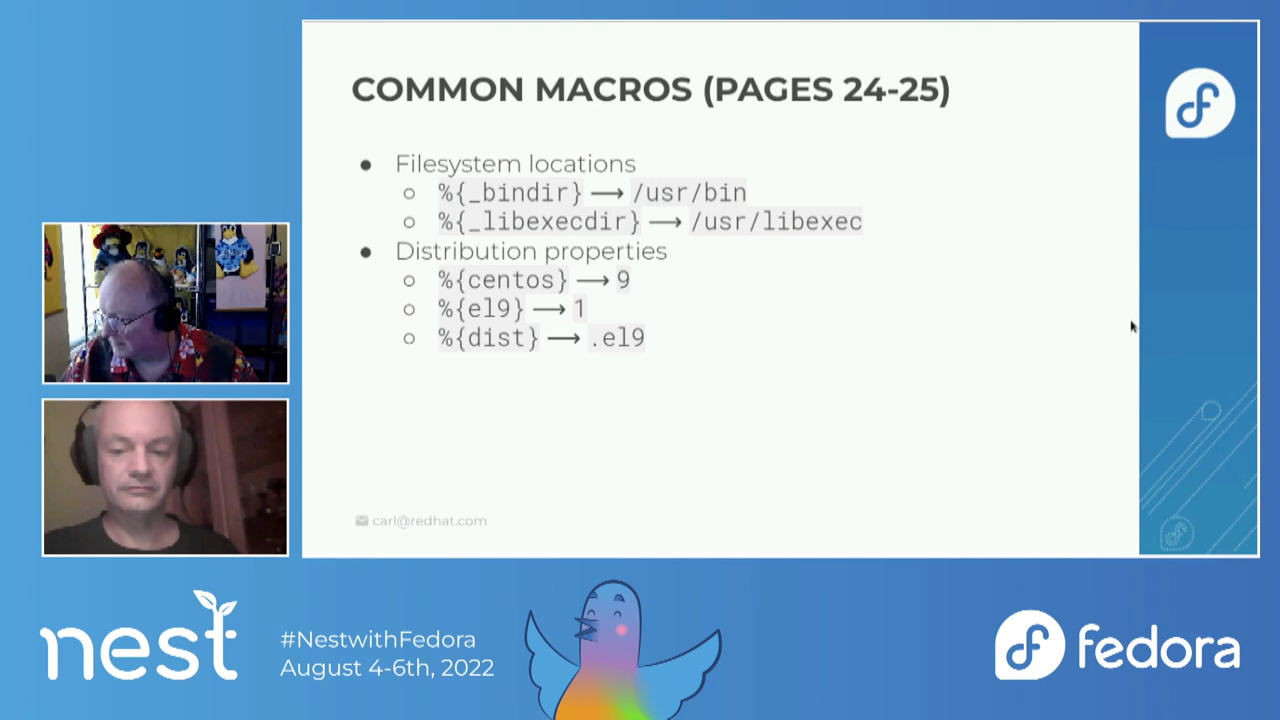 COMMON MACROS (PAGES 24-25)
● Filesystem locations
○ %{_bindir} ⟶ /usr/bin
○ %{_libexecdir} ⟶ /usr/libexec
● Distribution properties
○ %{centos} ⟶ 9
○ %{el9} ⟶ 1
○ %{dist} ⟶ .el9
carl@redhat.com
nest
#NestwithFedora
August 4-6th, 2022
fedora